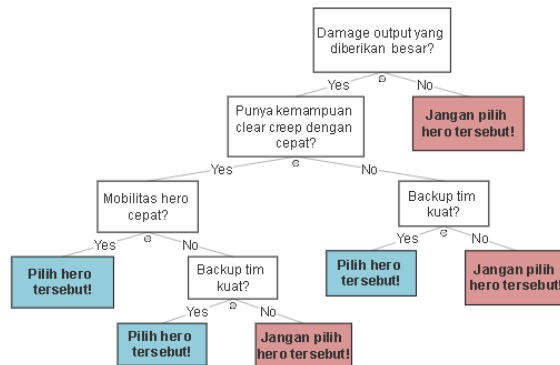 Damage output yang
diberikan besar?
Yes
No
Punya kemampuan
clear creep dengan
cepat?
Jangan pilih
hero tersebut!
Yes
No
Mobilitas hero
cepat?
Backup tim
kuat?
Yes
No
Yes
No
Pilih hero
tersebut!
Backup tim
kuat?
Pilih hero
tersebut!
Jangan pilih
hero tersebut!
Yes
No
Pilih hero
tersebut!
Jangan pilih
hero tersebut!